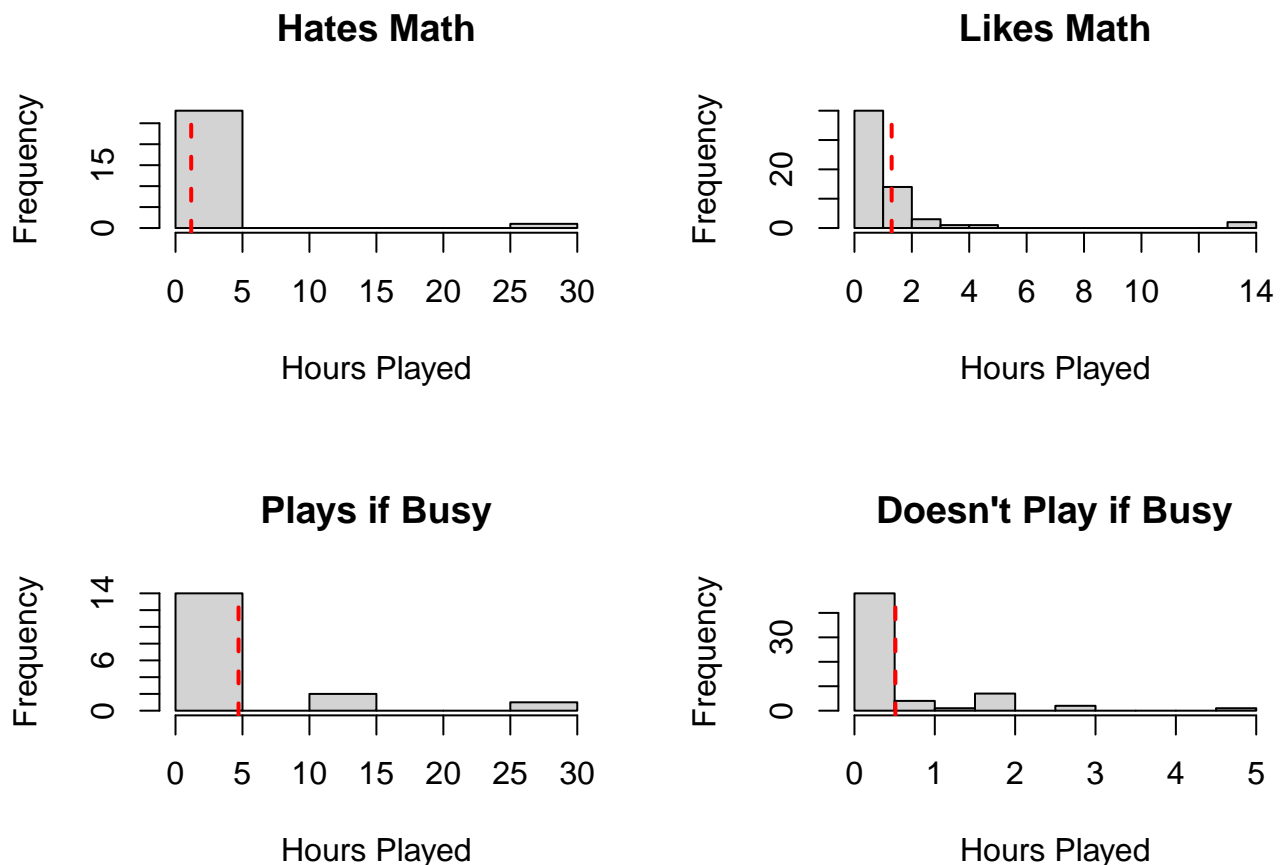 Hates Math
Frequency
15
0
0 5 10 15 20 25 30
Hours Played
Likes Math
Frequency
20
0
0 2 4 6 8 10 14
Hours Played
Plays if Busy
Frequency
14
6
0
0 5 10 15 20 25 30
Hours Played
Doesn't Play if Busy
Frequency
30
0
0 1 2 3 4 5
Hours Played